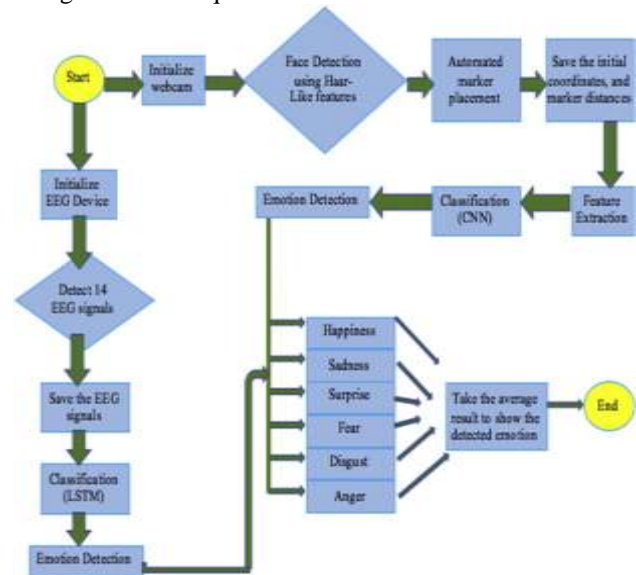 Start
Initialize
webcam
Face Detection
using Haar-
Like features
Automated
marker
placement
Save the initial
coordinates, and
marker distances
Initialize
EEG Device
Emotion Detection
Classification
(CNN)
Feature
Extraction
Detect 14
EEG signals
Happiness
Sadness
Surprise
Fear
Disgust
Anger
Take the average
result to show the
detected emotion
End
Save the EEG
signals
Classification
(LSTM)
Emotion Detection